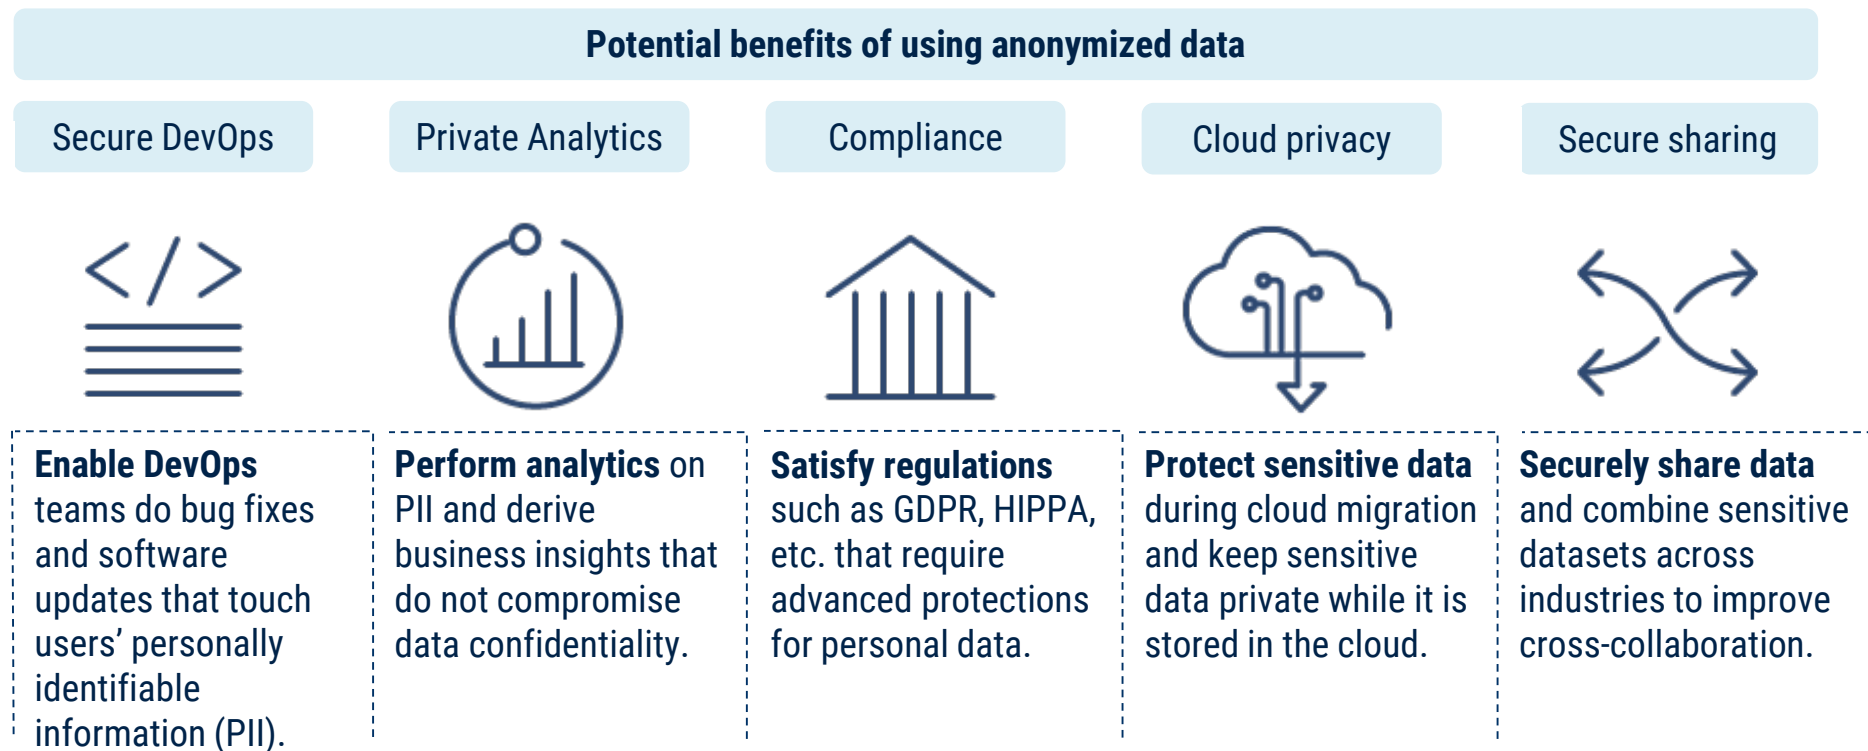 Potential benefits of using anonymized data
Secure DevOps
Private Analytics
Compliance
Cloud privacy
Secure sharing
Enable DevOps
teams do bug fixes
and software
updates that touch
users’ personally
identifiable
information (PII).
Perform analytics on
PII and derive
business insights that
do not compromise
data confidentiality.
Satisfy regulations
such as GDPR, HIPPA,
etc. that require
advanced protections
for personal data.
Protect sensitive data
during cloud migration
and keep sensitive
data private while it is
stored in the cloud.
Securely share data
and combine sensitive
datasets across
industries to improve
cross-collaboration.